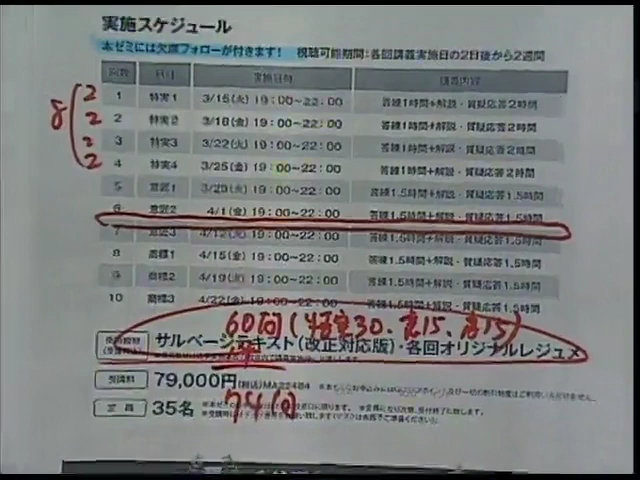 実施スケジュール
本ゼミには欠席フォローが付きます! 視聴可能期間:各回講義実施日の2日後から2週間
回数 科目 実施日時 講義内容
1 特実1 3/15(火) 19:00~22:00 答練1時間+解説・質疑応答2時間
2 特実2 3/18(金) 19:00~22:00 答練1時間+解説・質疑応答2時間
3 特実3 3/22(火) 19:00~22:00 答練1時間+解説・質疑応答2時間
4 特実4 3/25(金) 19:00~22:00 答練1時間+解説・質疑応答2時間
5 意匠1 3/29(火) 19:00~22:00 答練1.5時間+解説・質疑応答1.5時間
6 意匠2 4/1(金) 19:00~22:00 答練1.5時間+解説・質疑応答1.5時間
7 意匠3 4/12(火) 19:00~22:00 答練1.5時間+解説・質疑応答1.5時間
8 商標1 4/15(金) 19:00~22:00 答練1.5時間+解説・質疑応答1.5時間
9 商標2 4/19(火) 19:00~22:00 答練1.5時間+解説・質疑応答1.5時間
10 商標3 4/22(金) 19:00~22:00 答練1.5時間+解説・質疑応答1.5時間
8 2
2
2
2
60問(特実30、意15、商15)
サルベージテキスト(改正対応版)・各回オリジナルレジュメ
受講料 79,000円(税込)MA22484
定員 35名